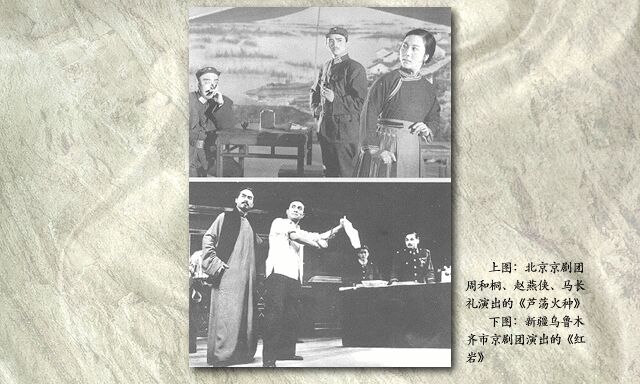 上图：北京京剧团
周和桐、赵燕侠、马长
礼演出的《芦荡火种》
下图：新疆乌鲁木
齐市京剧团演出的《红
岩》